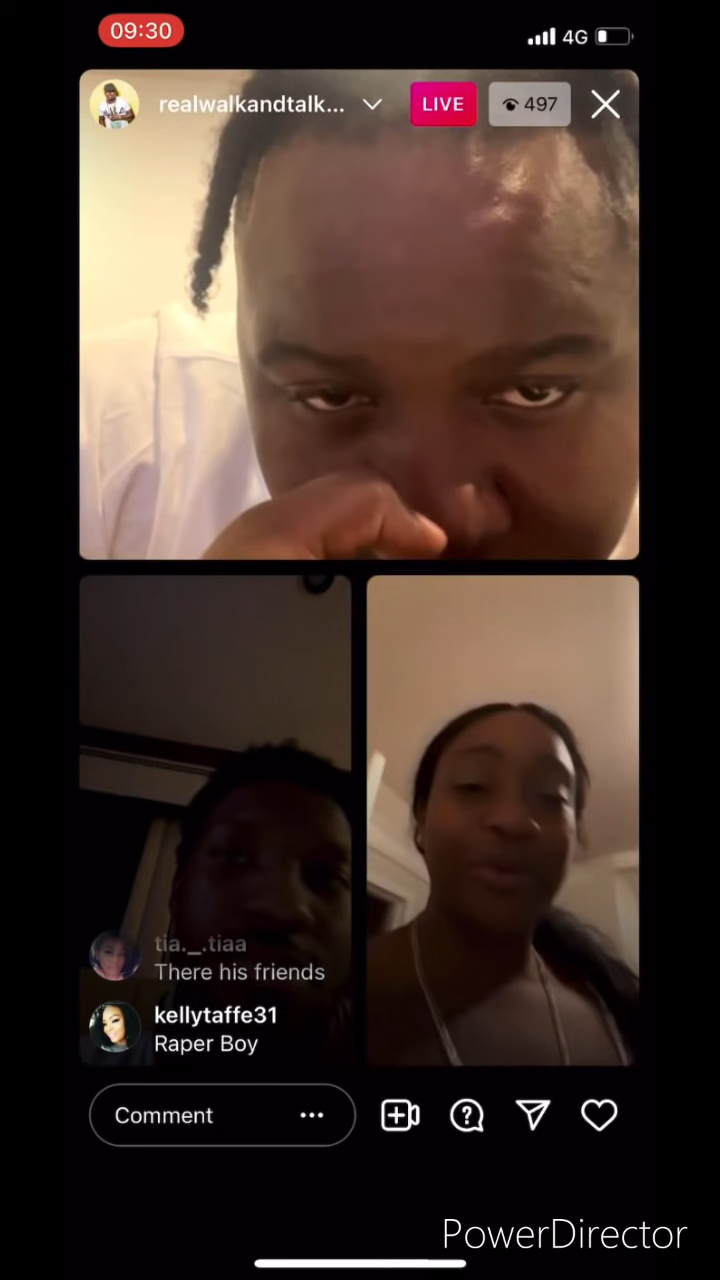 09:30
4G
realwalkandtalk...
LIVE
497
tia._.tiaa
There his friends
kellytaffe31
Raper Boy
Comment
PowerDirector